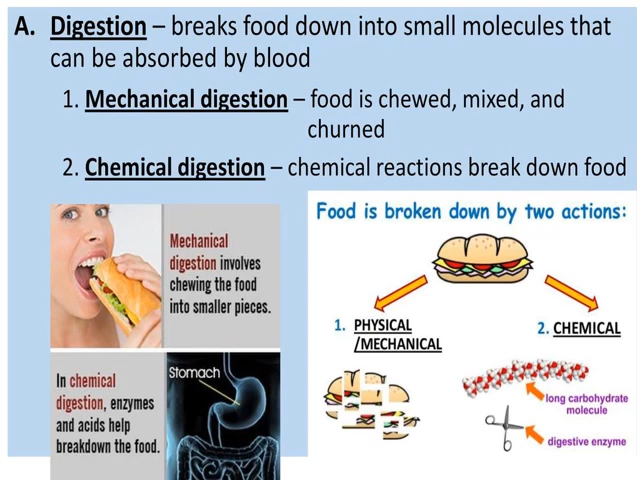 A. Digestion – breaks food down into small molecules that
can be absorbed by blood
1. Mechanical digestion – food is chewed, mixed, and
churned
2. Chemical digestion – chemical reactions break down food
Mechanical
digestion involves
chewing the food
into smaller pieces.
In chemical
digestion, enzymes
and acids help
breakdown the food.
Stomach
Food is broken down by two actions:
1. PHYSICAL
/MECHANICAL
2. CHEMICAL
long carbohydrate
molecule
digestive enzyme